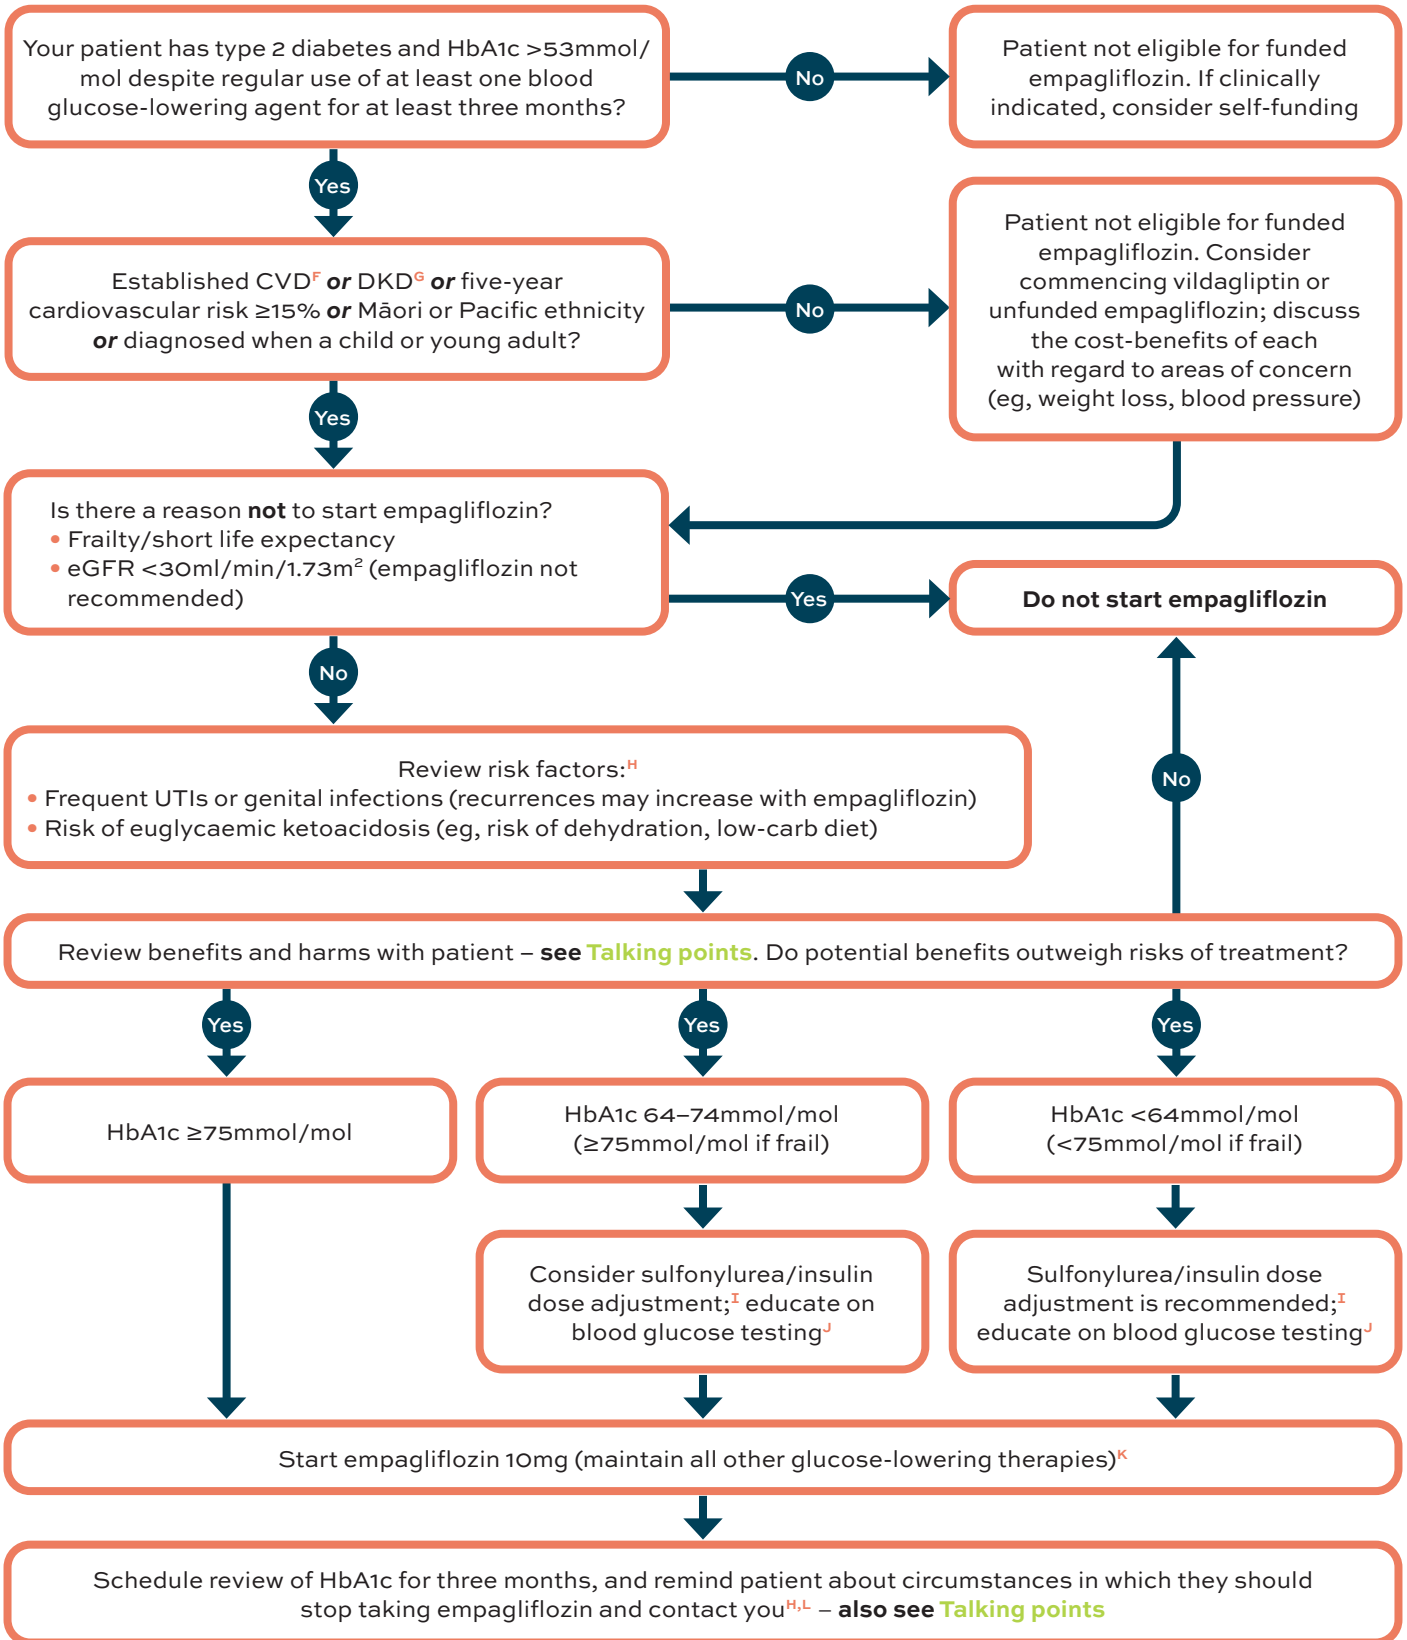 Your patient has type 2 diabetes and HbA1c >53mmol/
mol despite regular use of at least one blood
glucose-lowering agent for at least three months?
No
Patient not eligible for funded
empagliflozin. If clinically
indicated, consider self-funding
Yes
Established CVDF or DKDG or five-year
cardiovascular risk ≥15% or Māori or Pacific ethnicity
or diagnosed when a child or young adult?
No
Patient not eligible for funded
empagliflozin. Consider
commencing vildagliptin or
unfunded empagliflozin; discuss
the cost-benefits of each
with regard to areas of concern
(eg, weight loss, blood pressure)
Yes
Is there a reason not to start empagliflozin?
• Frailty/short life expectancy
• eGFR <30ml/min/1.73m² (empagliflozin not
recommended)
Yes
Do not start empagliflozin
No
Review risk factors:H
• Frequent UTIs or genital infections (recurrences may increase with empagliflozin)
• Risk of euglycaemic ketoacidosis (eg, risk of dehydration, low-carb diet)
No
Review benefits and harms with patient – see Talking points. Do potential benefits outweigh risks of treatment?
Yes
Yes
Yes
HbA1c ≥75mmol/mol
HbA1c 64–74mmol/mol
(≥75mmol/mol if frail)
HbA1c <64mmol/mol
(<75mmol/mol if frail)
Consider sulfonylurea/insulin
dose adjustment;I educate on
blood glucose testingJ
Sulfonylurea/insulin dose
adjustment is recommended;I
educate on blood glucose testingJ
Start empagliflozin 10mg (maintain all other glucose-lowering therapies)K
Schedule review of HbA1c for three months, and remind patient about circumstances in which they should
stop taking empagliflozin and contact youH,L – also see Talking points